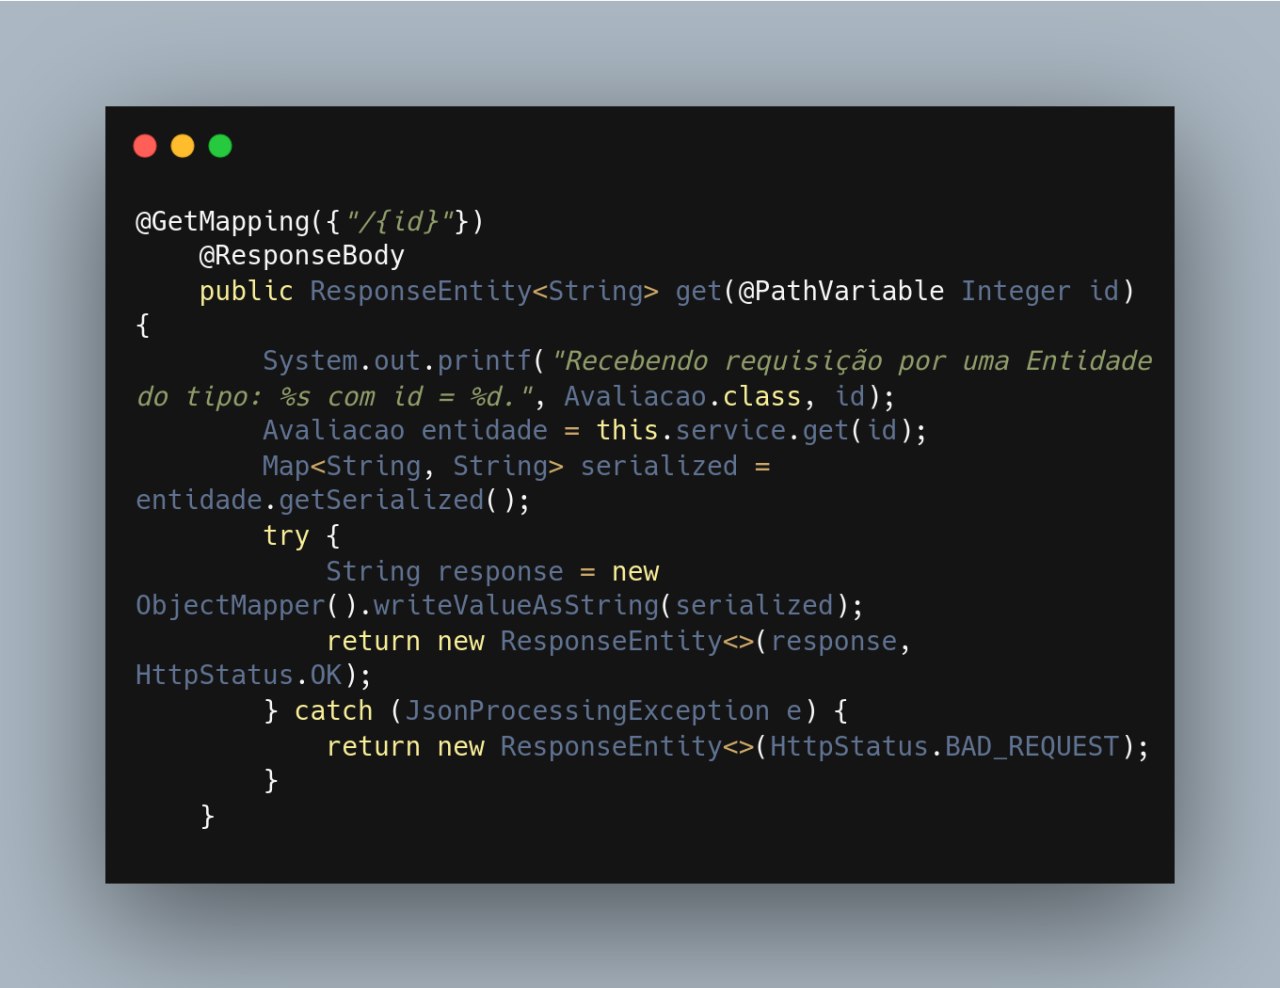 @GetMapping({"/{id}"})
    @ResponseBody
    public ResponseEntity<String> get(@PathVariable Integer id)
{
        System.out.printf("Recebendo requisição por uma Entidade
do tipo: %s com id = %d.", Avaliacao.class, id);
        Avaliacao entidade = this.service.get(id);
        Map<String, String> serialized =
entidade.getSerialized();
        try {
            String response = new
ObjectMapper().writeValueAsString(serialized);
            return new ResponseEntity<>(response,
HttpStatus.OK);
        } catch (JsonProcessingException e) {
            return new ResponseEntity<>(HttpStatus.BAD_REQUEST);
        }
    }